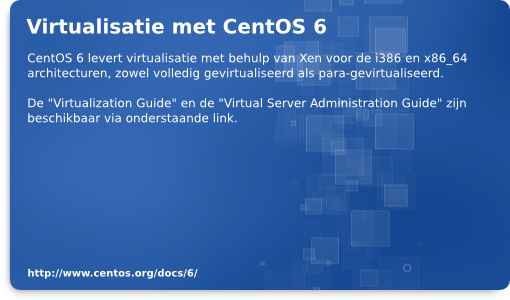 Virtualisatie met CentOS 6
CentOS 6 levert virtualisatie met behulp van Xen voor de i386 en x86_64
architecturen, zowel volledig gevirtualiseerd als para-gevirtualiseerd.
De "Virtualization Guide" en de "Virtual Server Administration Guide" zijn
beschikbaar via onderstaande link.
http://www.centos.org/docs/6/